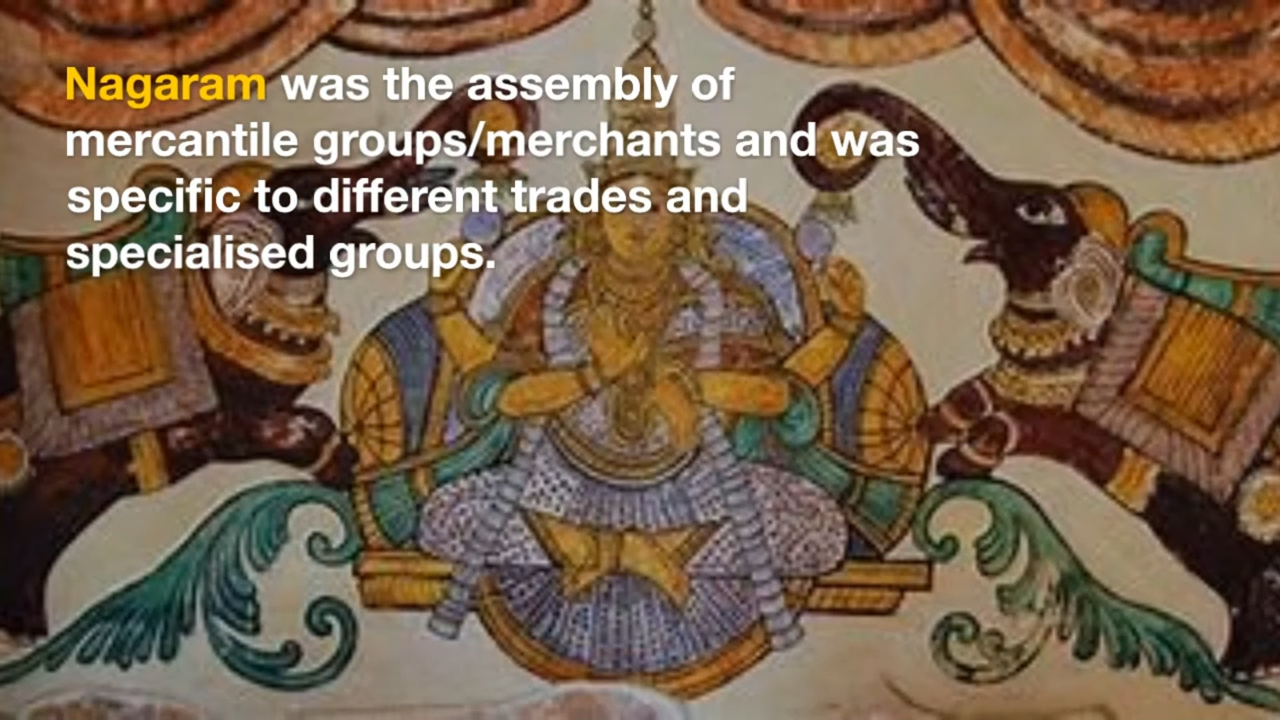 Nagaram was the assembly of
mercantile groups/merchants and was
specific to different trades and
specialised groups.